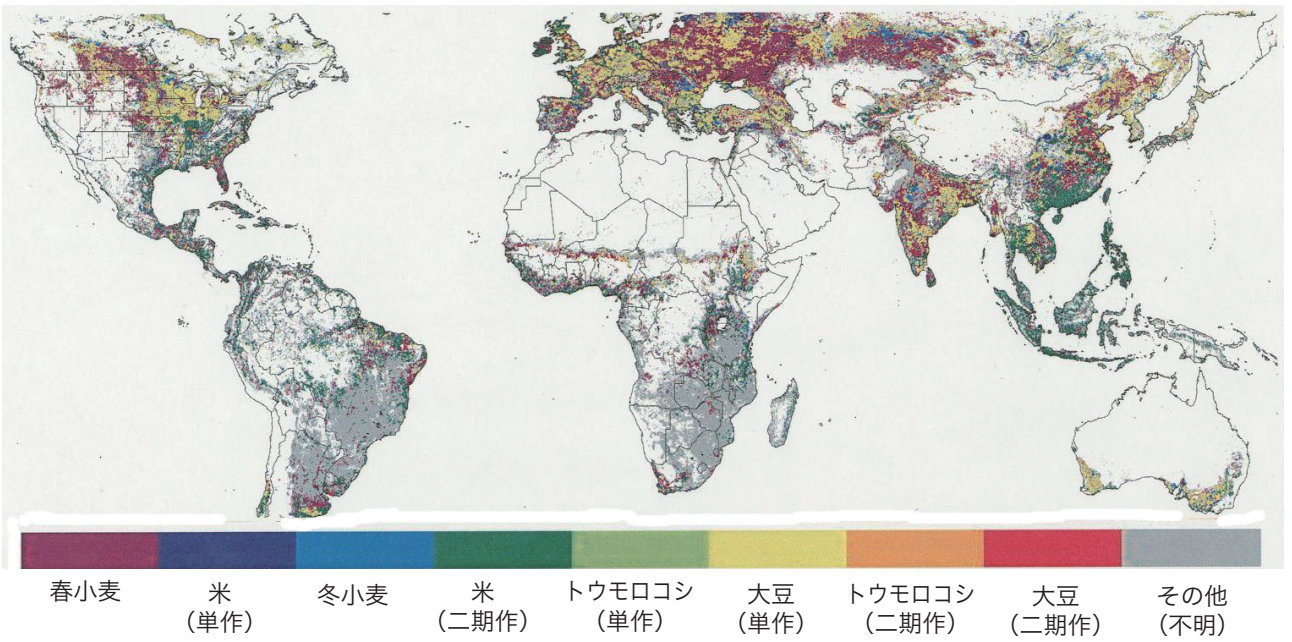 春小麦
米
（単作）
冬小麦
米
（二期作）
トウモロコシ
（単作）
大豆
（単作）
トウモロコシ
（二期作）
大豆
（二期作）
その他
（不明）